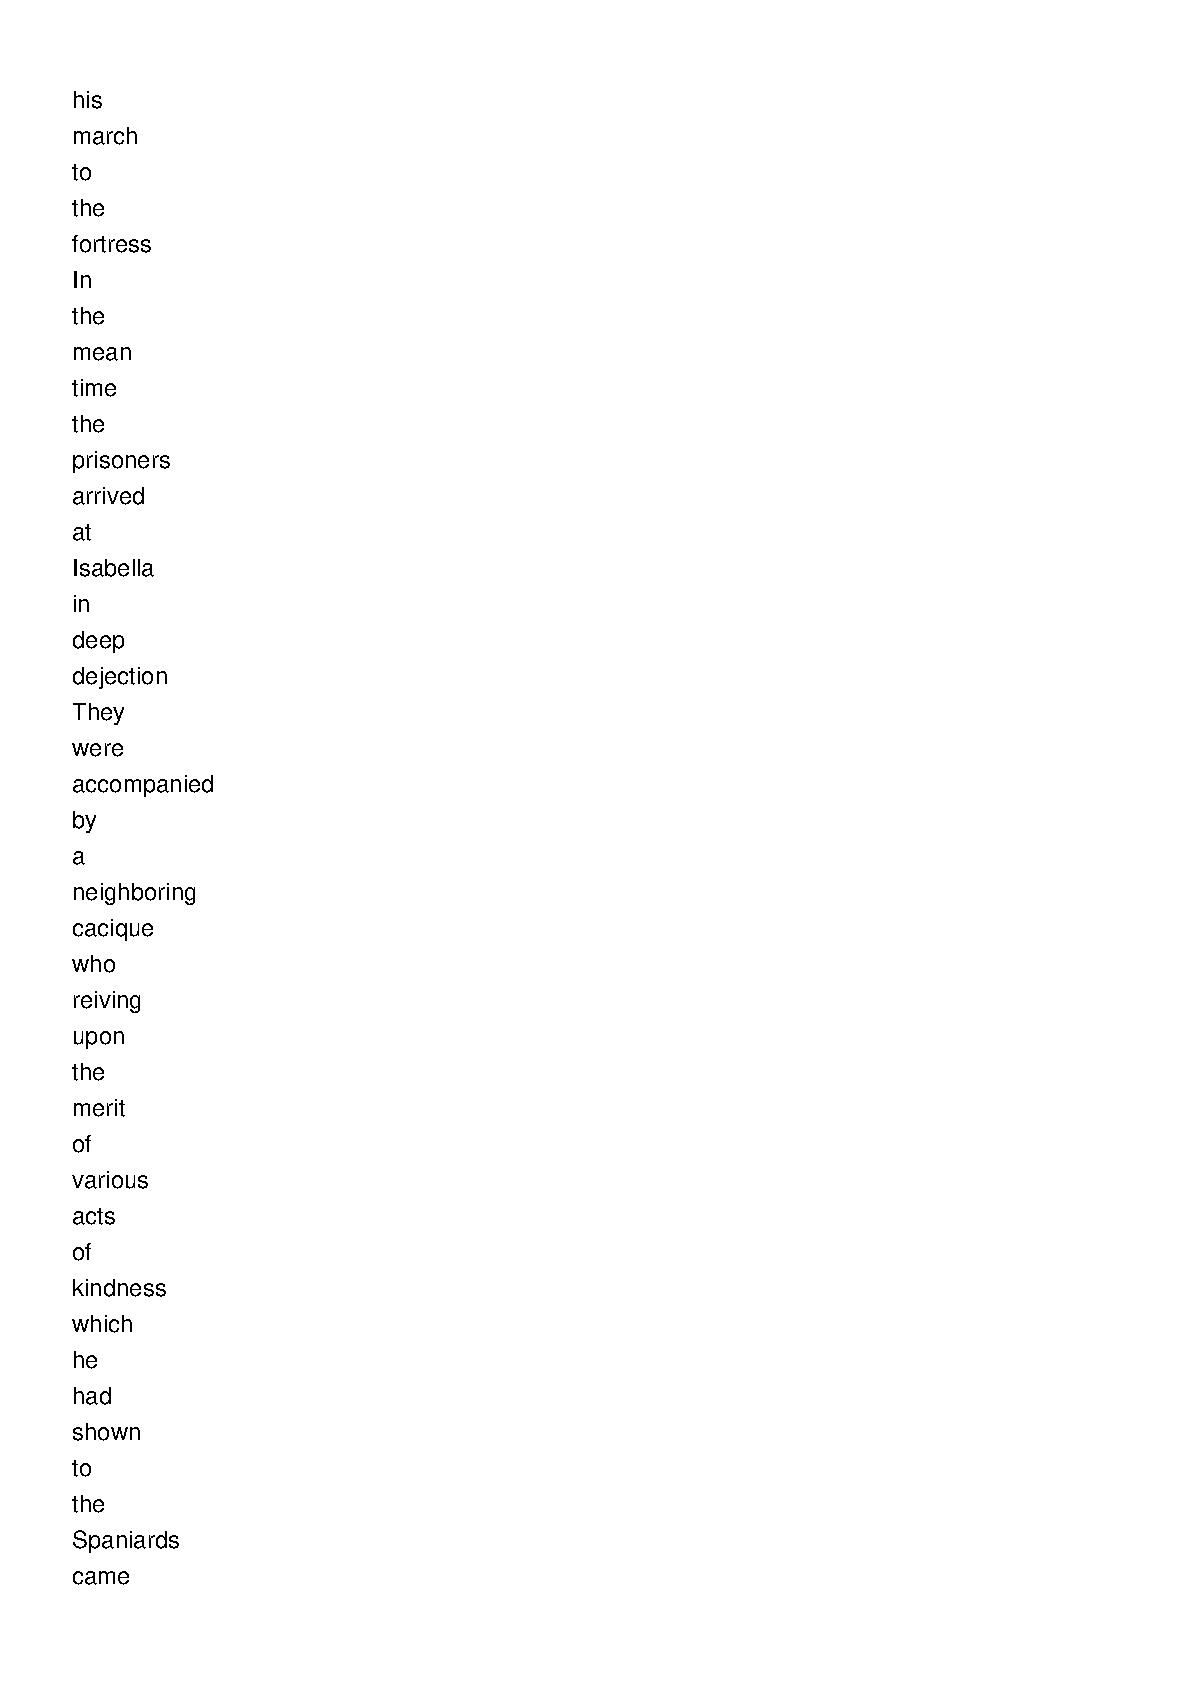 his
march
to
the
fortress
In
the
mean
time
the
prisoners
arrived
at
Isabella
in
deep
dejection
They
were
accompanied
by
a
neighboring
cacique
who
reiving
upon
the
merit
of
various
acts
of
kindness
which
he
had
shown
to
the
Spaniards
came